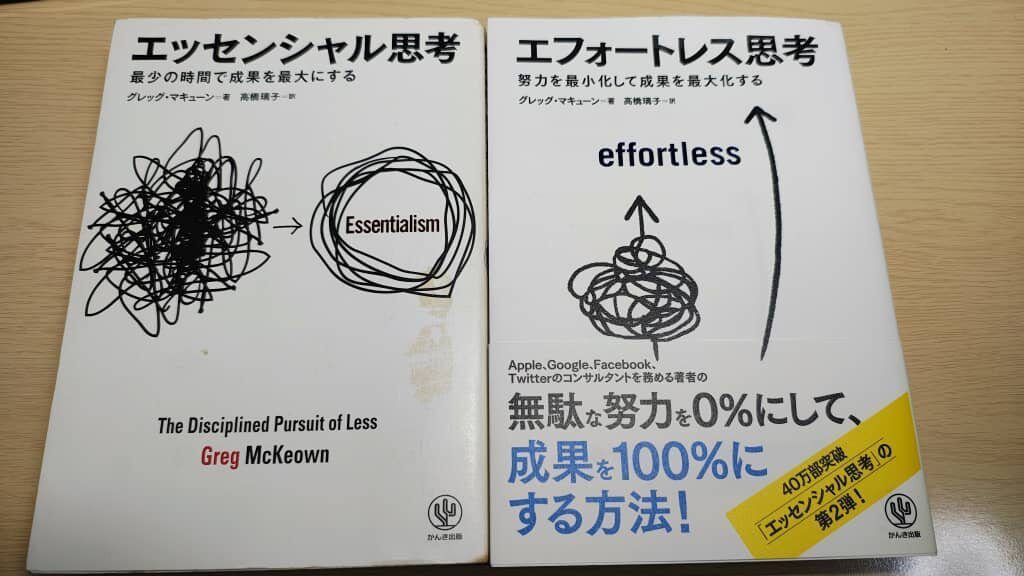 エッセンシャル思考
最少の時間で成果を最大にする
グレッグ・マキューン―著　高橋璃子―訳
Essentialism
The Disciplined Pursuit of Less
Greg McKeown
かんき出版
エフォートレス思考
努力を最小化して成果を最大化する
グレッグ・マキューン―著　高橋璃子―訳
effortless
Apple、Google、Facebook、
Twitterのコンサルタントを務める著者の
無駄な努力を0%にして、
成果を100%に
する方法!
40万部突破
「エッセンシャル思考」の
第2弾!
かんき出版